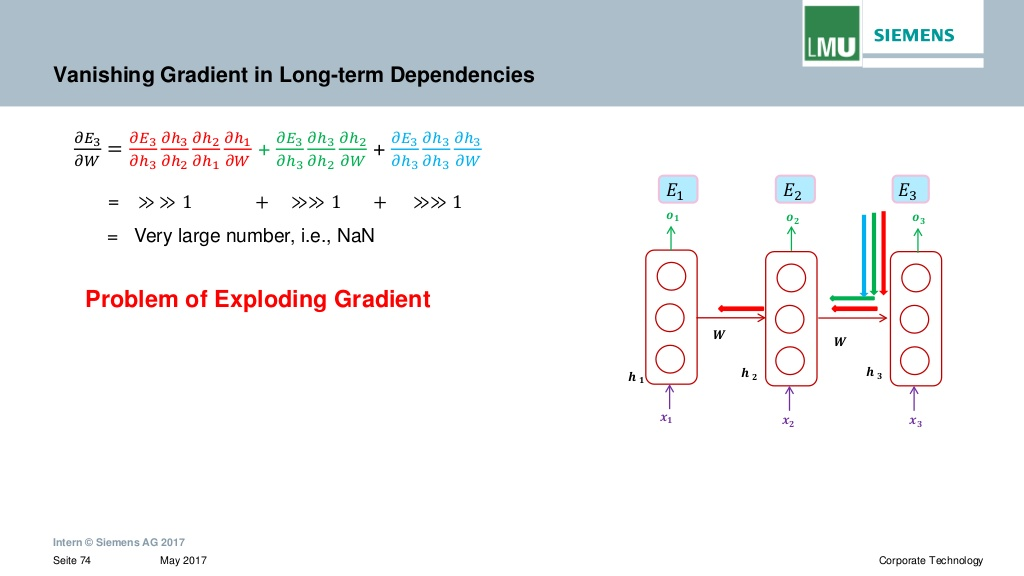 LMU SIEMENS
Vanishing Gradient in Long-term Dependencies
∂E₃/∂W = ∂E₃/∂h₃ ∂h₃/∂h₂ ∂h₂/∂h₁ ∂h₁/∂W + ∂E₃/∂h₃ ∂h₃/∂h₂ ∂h₂/∂W + ∂E₃/∂h₃ ∂h₃/∂h₃ ∂h₃/∂W
= ≫≫ 1 + ≫≫ 1 + ≫≫ 1
= Very large number, i.e., NaN
Problem of Exploding Gradient
E₁ E₂ E₃
o₁ o₂ o₃
W W
h₁ h₂ h₃
x₁ x₂ x₃
Intern © Siemens AG 2017
Seite 74 May 2017 Corporate Technology